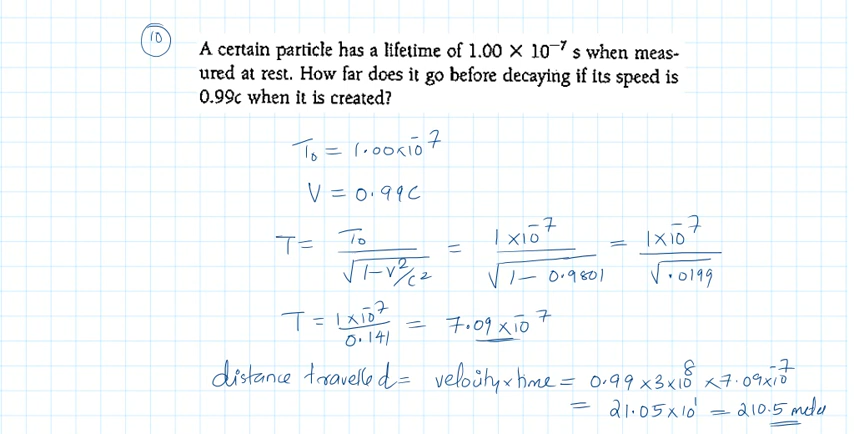 10
A certain particle has a lifetime of 1.00 × 10⁻⁷ s when meas-
ured at rest. How far does it go before decaying if its speed is
0.99c when it is created?
T₀ = 1.00×10⁻⁷
V = 0.99C
T = T₀/√(1-V²/c²) = 1×10⁻⁷/√(1-0.9801) = 1×10⁻⁷/√.0199
T = 1×10⁻⁷/0.141 = 7.09×10⁻⁷
distance travelled = velocity × time = 0.99×3×10⁸ ×7.09×10⁻⁷
= 21.05×10¹ = 210.5 meter